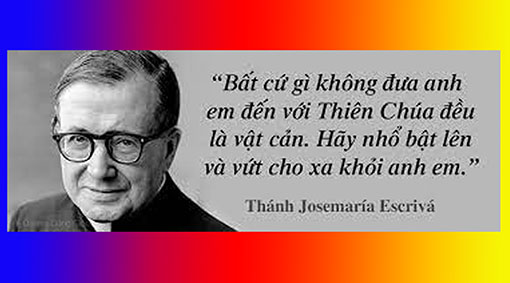 “Bất cứ gì không đưa anh
em đến với Thiên Chúa đều
là vật cản. Hãy nhổ bật lên
và vứt cho xa khỏi anh em.”
Thánh Josemaría Escrivá